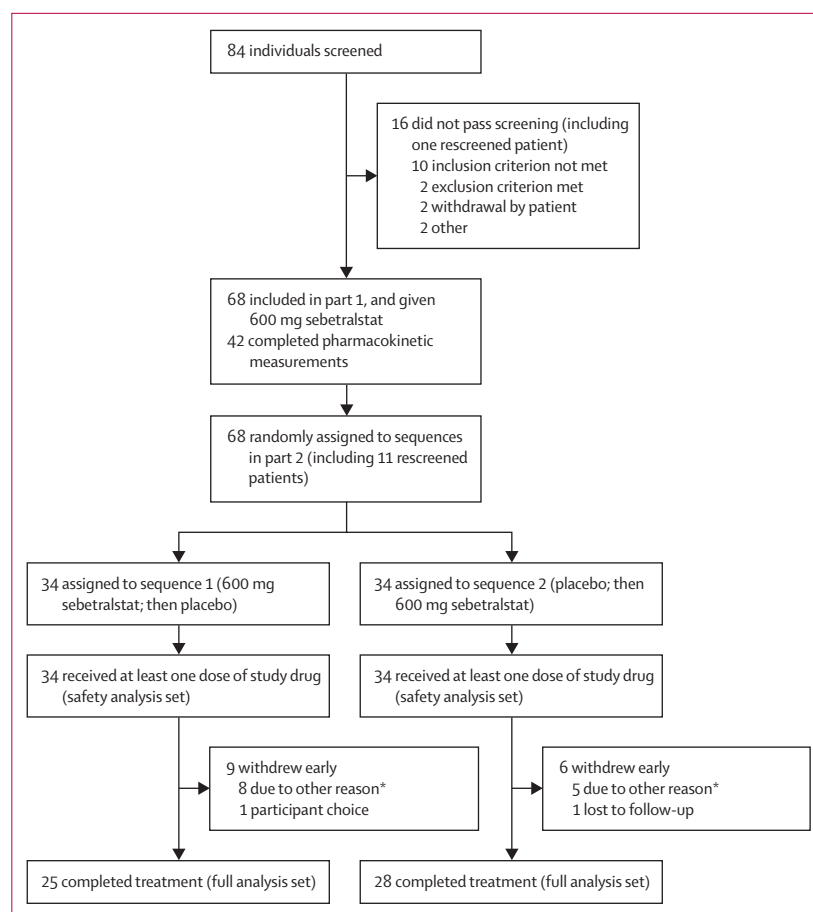 84 individuals screened
16 did not pass screening (including
one rescreened patient)
10 inclusion criterion not met
2 exclusion criterion met
2 withdrawal by patient
2 other
68 included in part 1, and given
600 mg sebetralstat
42 completed pharmacokinetic
measurements
68 randomly assigned to sequences
in part 2 (including 11 rescreened
patients)
34 assigned to sequence 1 (600 mg
sebetralstat; then placebo)
34 assigned to sequence 2 (placebo; then
600 mg sebetralstat)
34 received at least one dose of study drug
(safety analysis set)
34 received at least one dose of study drug
(safety analysis set)
9 withdrew early
8 due to other reason*
1 participant choice
6 withdrew early
5 due to other reason*
1 lost to follow-up
25 completed treatment (full analysis set)
28 completed treatment (full analysis set)